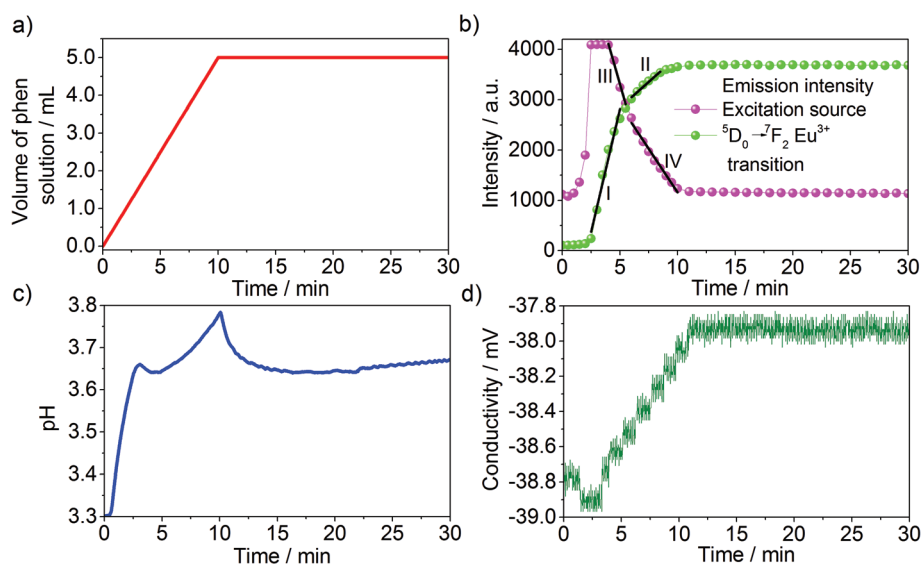 a)
Volume of phen
solution / mL
5.0
4.0
3.0
2.0
1.0
0.0
0 5 10 15 20 25 30
Time / min
b)
Intensity / a.u.
4000
3000
2000
1000
0
I
II
III
IV
Emission intensity
Excitation source
⁵D₀→⁷F₂ Eu³⁺
transition
0 5 10 15 20 25 30
Time / min
c)
pH
3.8
3.7
3.6
3.5
3.4
3.3
0 5 10 15 20 25 30
Time / min
d)
Conductivity / mV
-37.8
-38.0
-38.2
-38.4
-38.6
-38.8
-39.0
0 5 10 15 20 25 30
Time / min